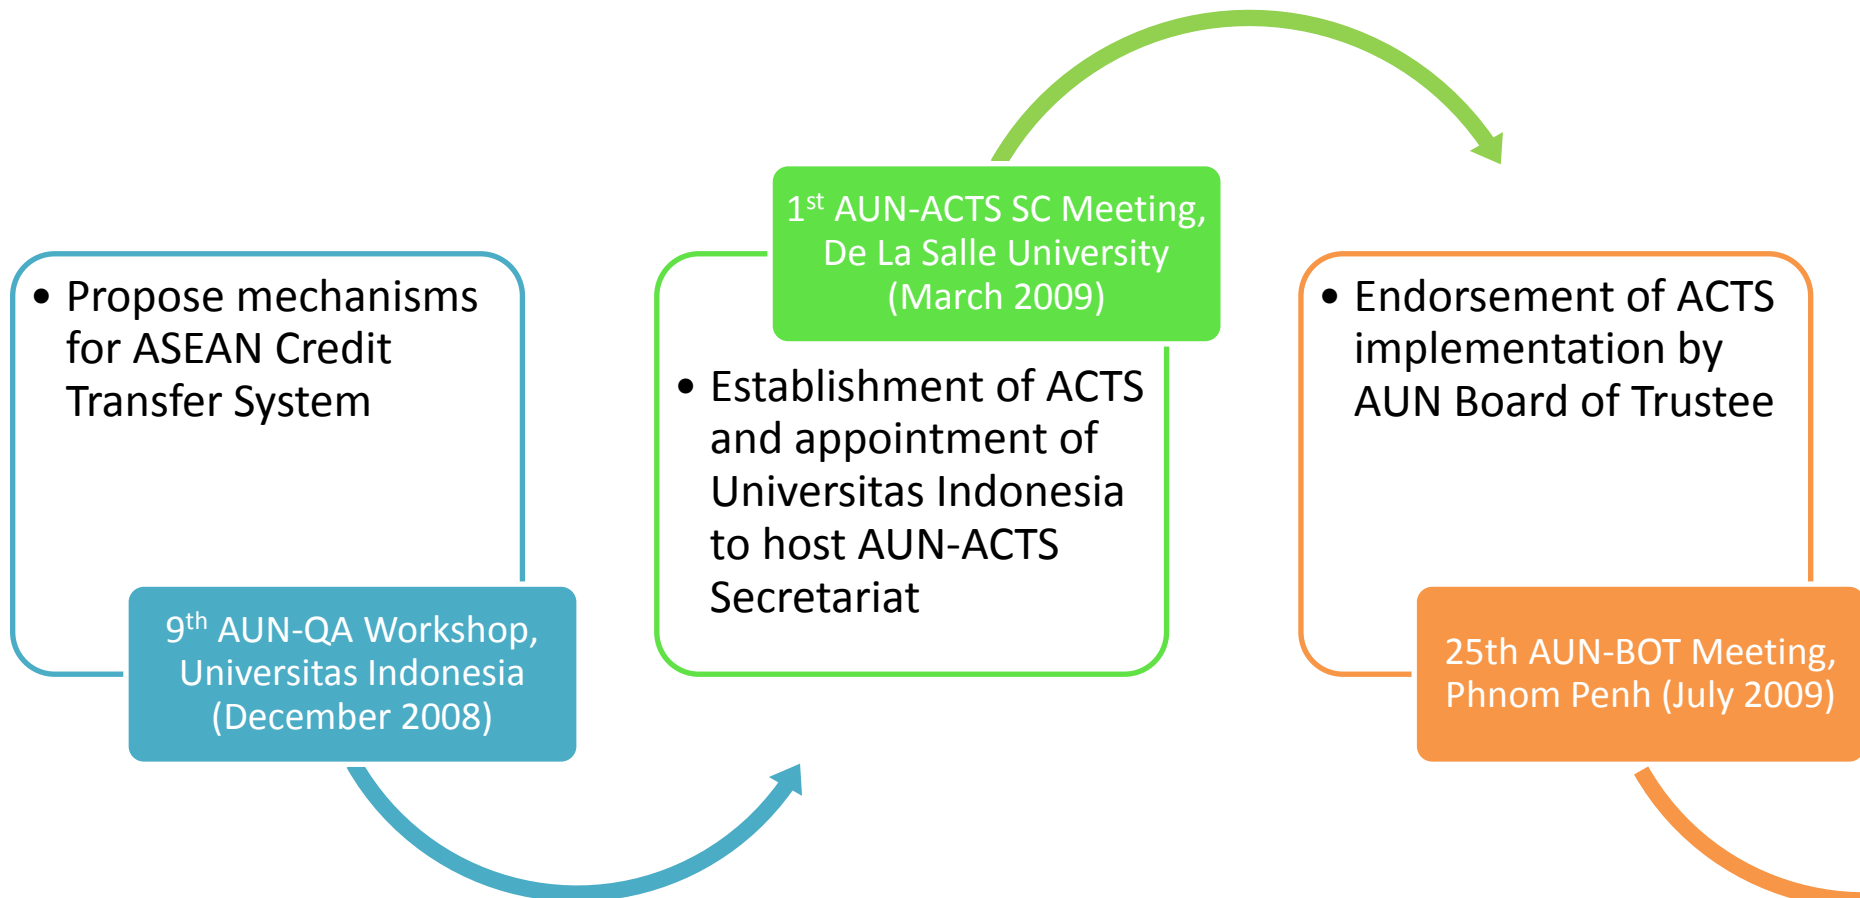 • Propose mechanisms
for ASEAN Credit
Transfer System
9th AUN-QA Workshop,
Universitas Indonesia
(December 2008)
1st AUN-ACTS SC Meeting,
De La Salle University
(March 2009)
• Establishment of ACTS
and appointment of
Universitas Indonesia
to host AUN-ACTS
Secretariat
• Endorsement of ACTS
implementation by
AUN Board of Trustee
25th AUN-BOT Meeting,
Phnom Penh (July 2009)